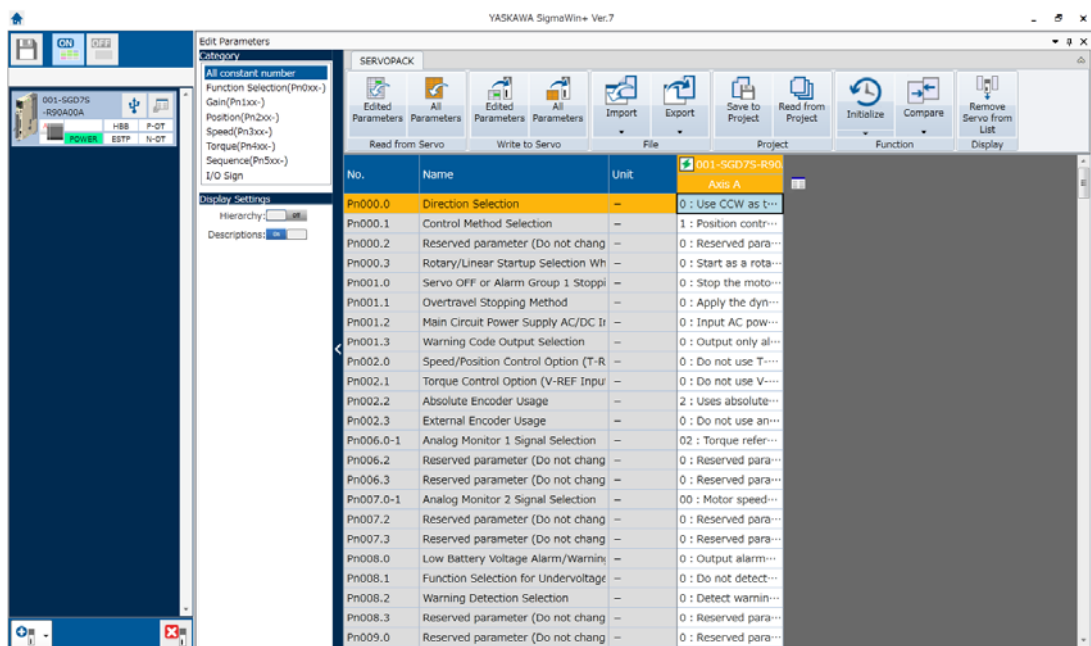 YASKAWA SigmaWin+ Ver.7
ON
OFF
001-SGD7S
-R90A00A
HBB P-OT
POWER ESTP N-OT
Edit Parameters
Category
All constant number
Function Selection(Pn0xx-)
Gain(Pn1xx-)
Position(Pn2xx-)
Speed(Pn3xx-)
Torque(Pn4xx-)
Sequence(Pn5xx-)
I/O Sign
Display Settings
Hierarchy: Off
Descriptions: On
SERVOPACK
Edited Parameters
All Parameters
Read from Servo
Edited Parameters
All Parameters
Write to Servo
Import
Export
File
Save to Project
Read from Project
Project
Initialize
Compare
Function
Remove Servo from List
Display
No. Name Unit 001-SGD7S-R90
Axis A
Pn000.0 Direction Selection – 0 : Use CCW as t···
Pn000.1 Control Method Selection – 1 : Position contr···
Pn000.2 Reserved parameter (Do not chang – 0 : Reserved para···
Pn000.3 Rotary/Linear Startup Selection Wh – 0 : Start as a rota···
Pn001.0 Servo OFF or Alarm Group 1 Stoppi – 0 : Stop the moto···
Pn001.1 Overtravel Stopping Method – 0 : Apply the dyn···
Pn001.2 Main Circuit Power Supply AC/DC I – 0 : Input AC pow···
Pn001.3 Warning Code Output Selection – 0 : Output only al···
Pn002.0 Speed/Position Control Option (T-R – 0 : Do not use T-···
Pn002.1 Torque Control Option (V-REF Input – 0 : Do not use V-···
Pn002.2 Absolute Encoder Usage – 2 : Uses absolute···
Pn002.3 External Encoder Usage – 0 : Do not use an···
Pn006.0-1 Analog Monitor 1 Signal Selection – 02 : Torque refer···
Pn006.2 Reserved parameter (Do not chang – 0 : Reserved para···
Pn006.3 Reserved parameter (Do not chang – 0 : Reserved para···
Pn007.0-1 Analog Monitor 2 Signal Selection – 00 : Motor speed···
Pn007.2 Reserved parameter (Do not chang – 0 : Reserved para···
Pn007.3 Reserved parameter (Do not chang – 0 : Reserved para···
Pn008.0 Low Battery Voltage Alarm/Warning – 0 : Output alarm···
Pn008.1 Function Selection for Undervoltage – 0 : Do not detect···
Pn008.2 Warning Detection Selection – 0 : Detect warnin···
Pn008.3 Reserved parameter (Do not chang – 0 : Reserved para···
Pn009.0 Reserved parameter (Do not chang – 0 : Reserved para···